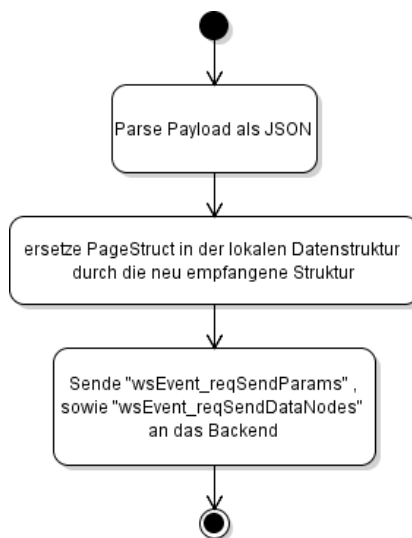 Parse Payload als JSON
ersetze PageStruct in der lokalen Datenstruktur
durch die neu empfangene Struktur
Sende "wsEvent_reqSendParams" ,
sowie "wsEvent_reqSendDataNodes"
an das Backend